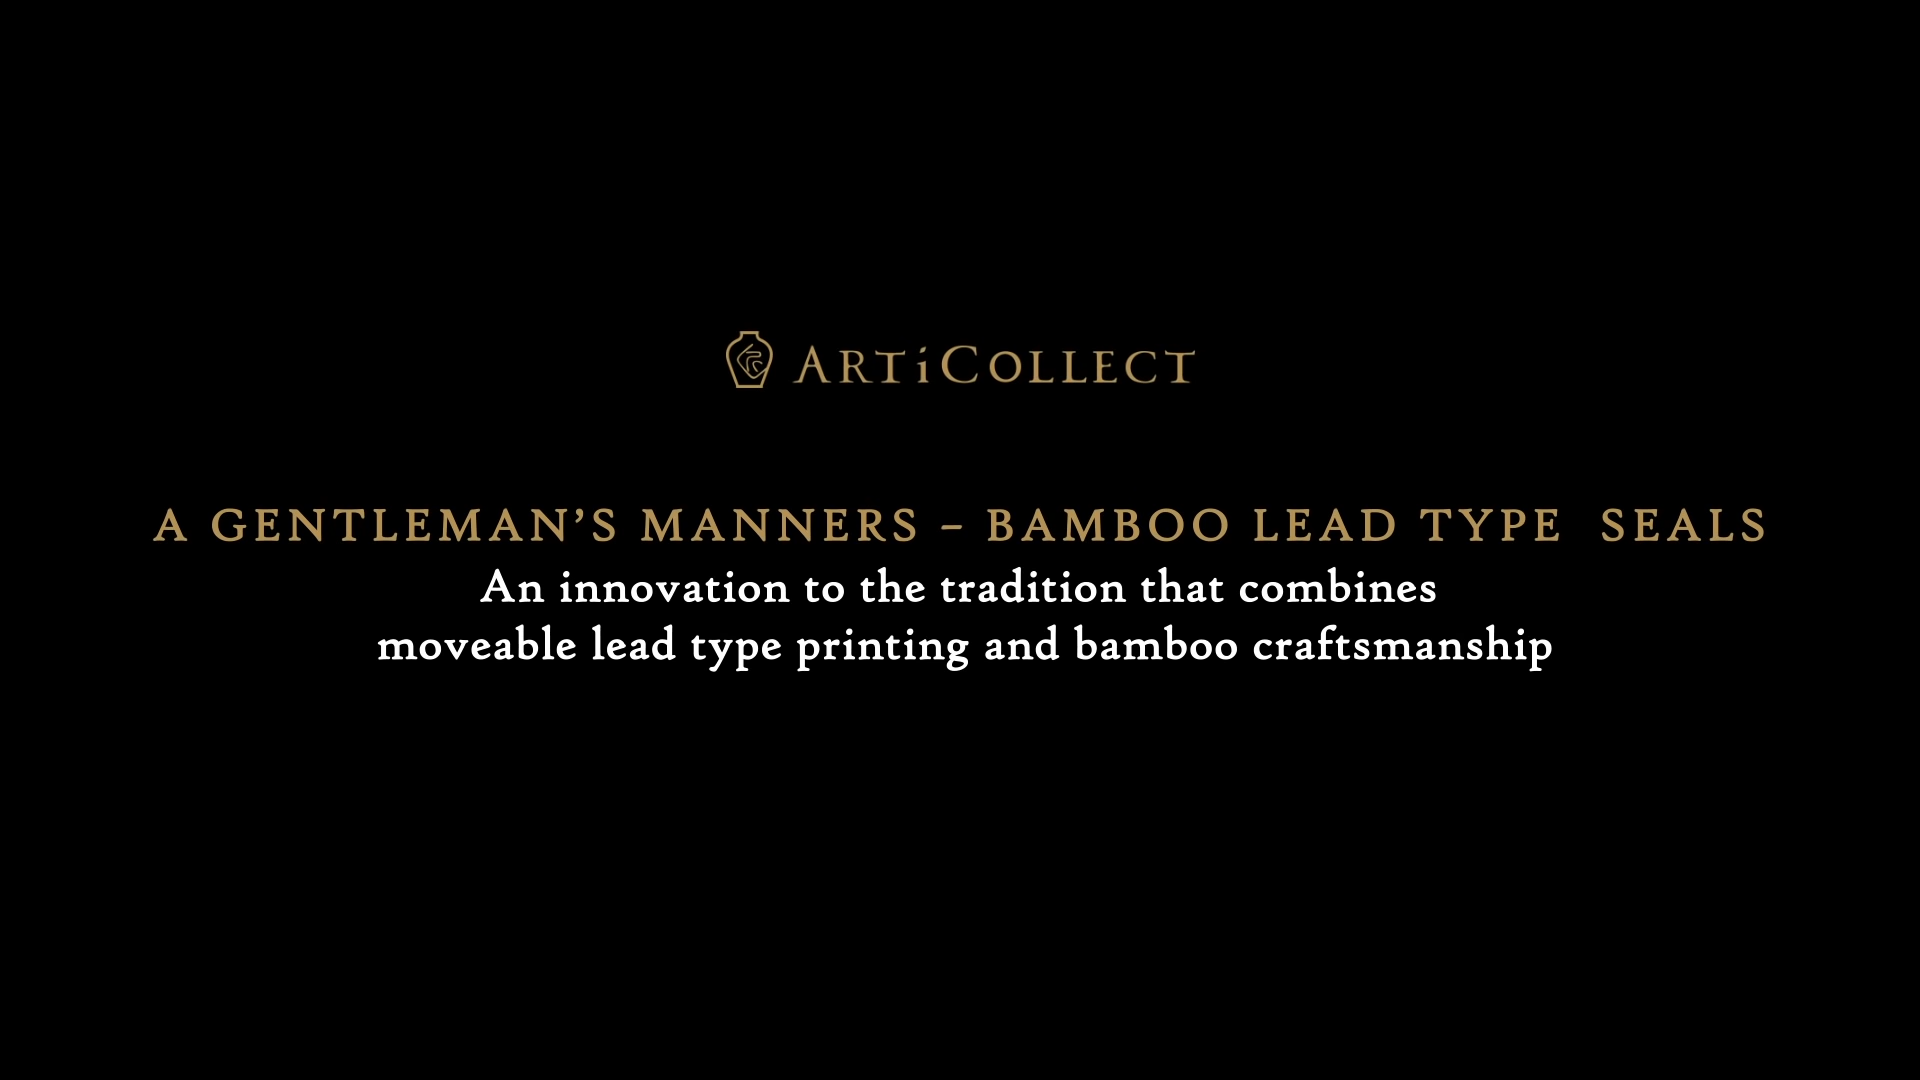 ARTiCOLLECT
A GENTLEMAN’S MANNERS – BAMBOO LEAD TYPE  SEALS
An innovation to the tradition that combines
moveable lead type printing and bamboo craftsmanship